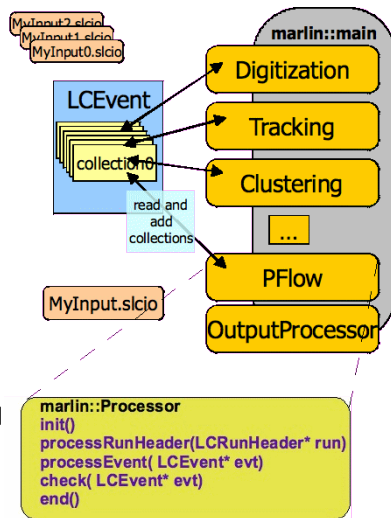 MyInput2.slcio
MyInput1.slcio
MyInput0.slcio
marlin::main
LCEvent
Digitization
Tracking
collection0
Clustering
read and
add
collections
...
PFlow
MyInput.slcio
OutputProcessor
marlin::Processor
init()
processRunHeader(LCRunHeader* run)
processEvent( LCEvent* evt)
check( LCEvent* evt)
end()